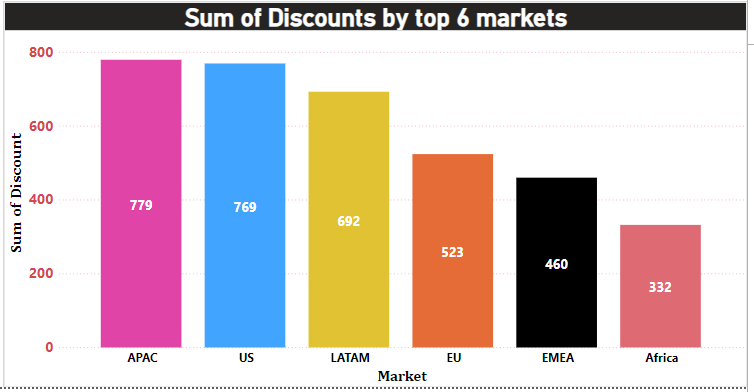 Sum of Discounts by top 6 markets
800
600
400
200
0
Sum of Discount
779
769
692
523
460
332
APAC US LATAM EU EMEA Africa
Market